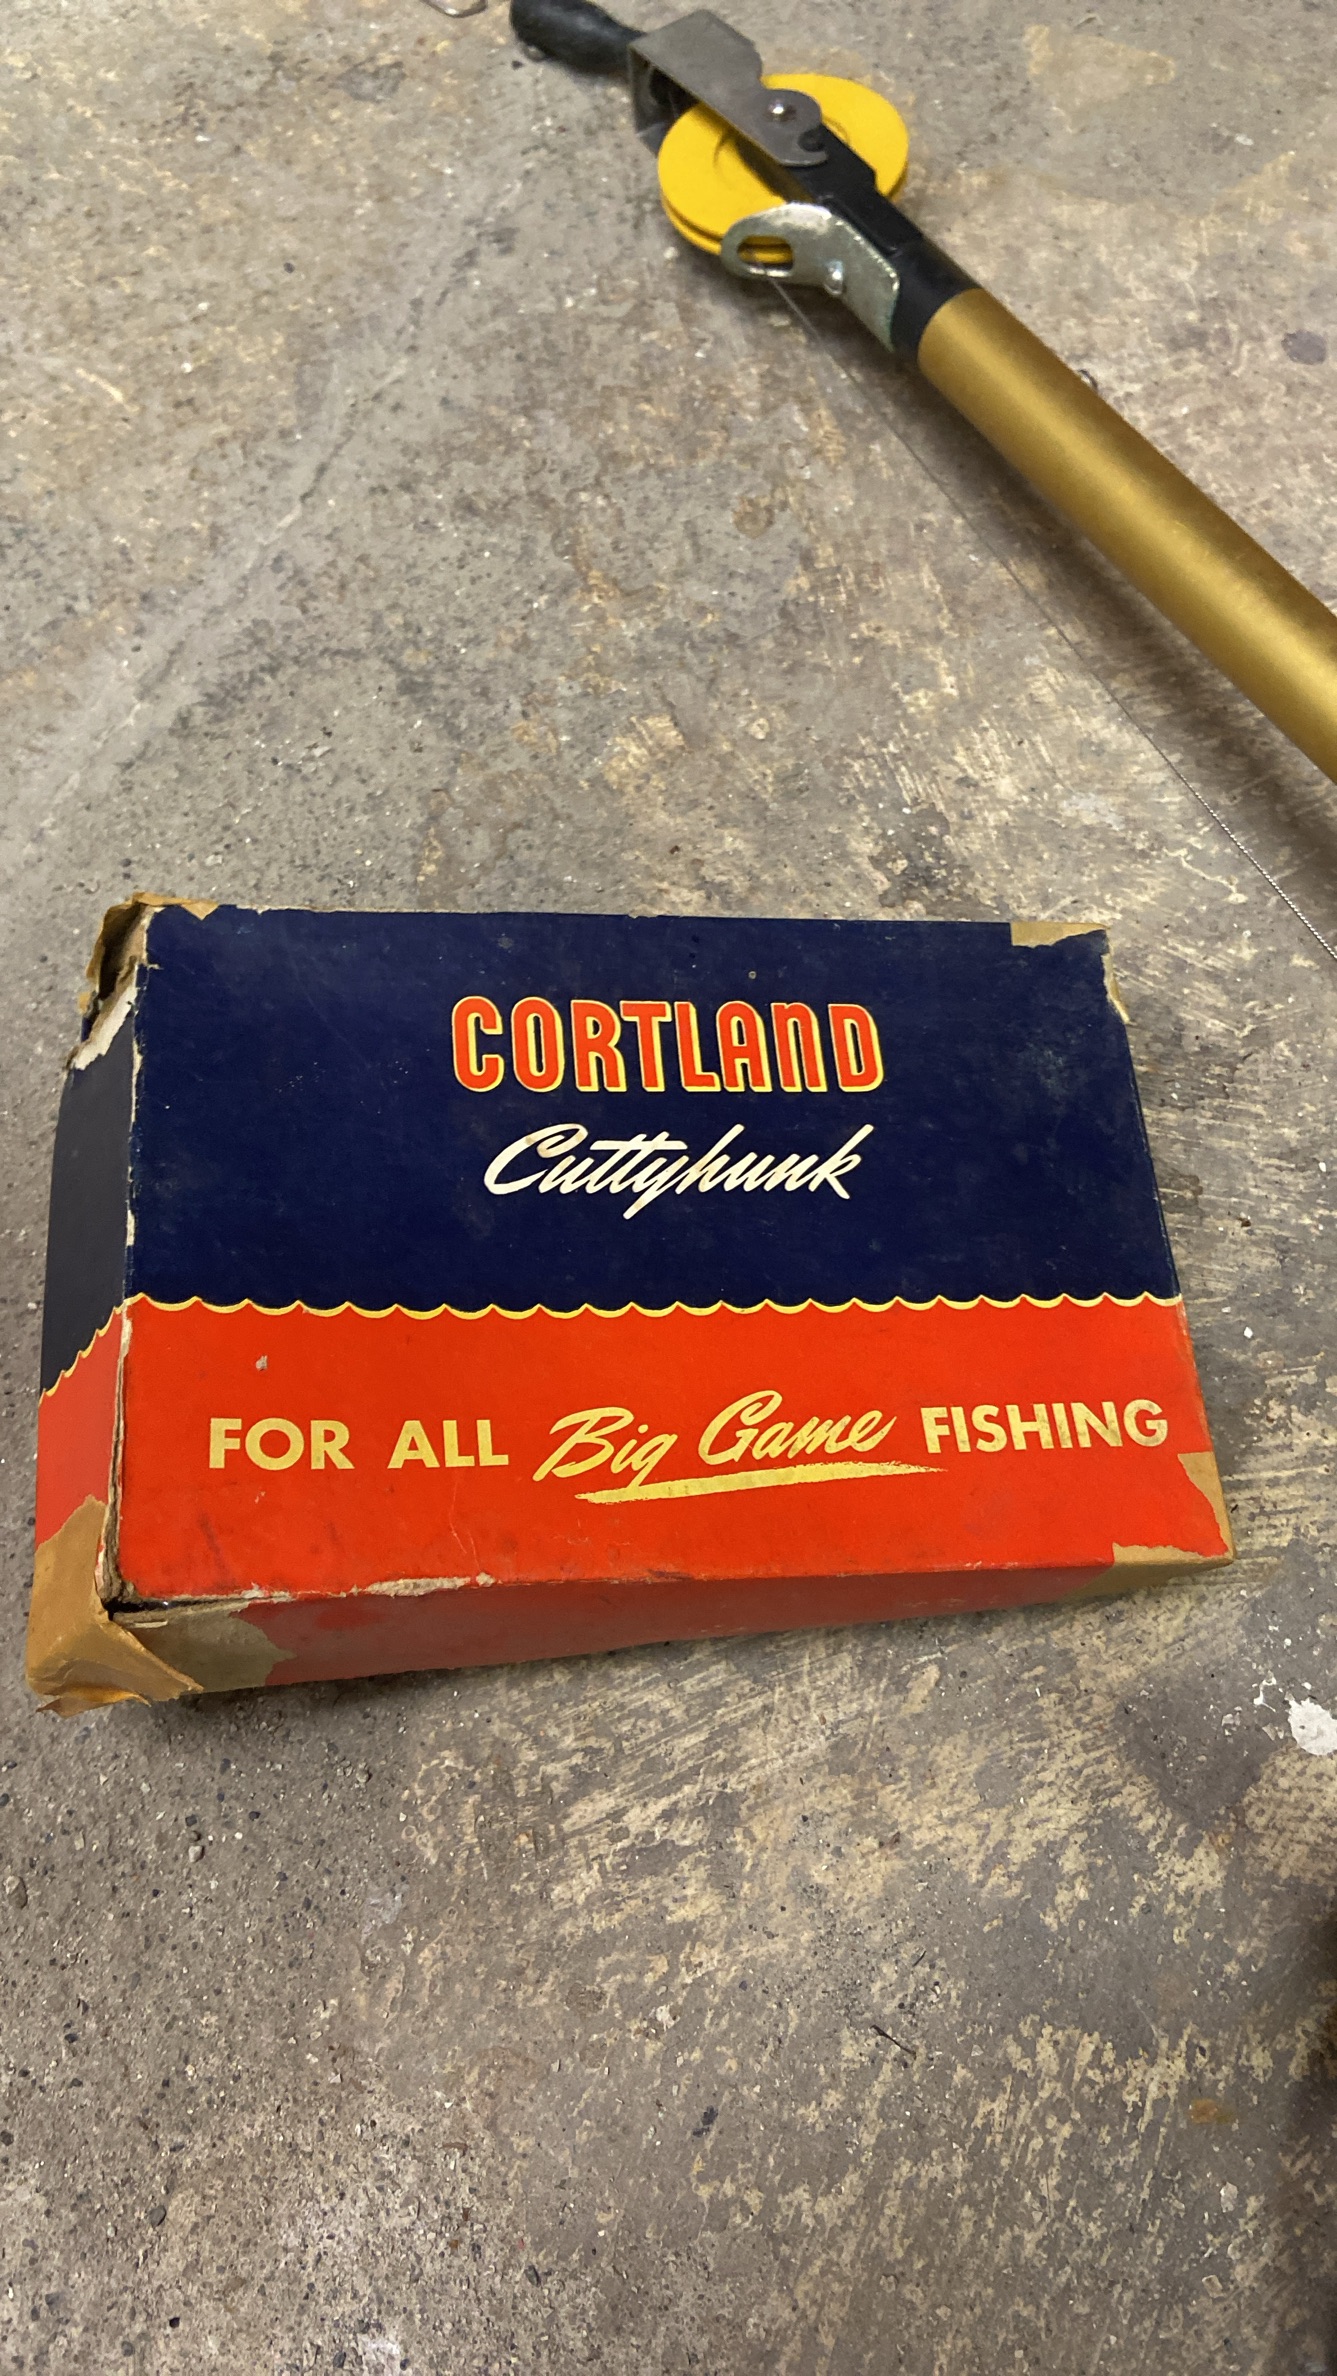 CORTLAND
Cuttyhunk
FOR ALL Big Game FISHING